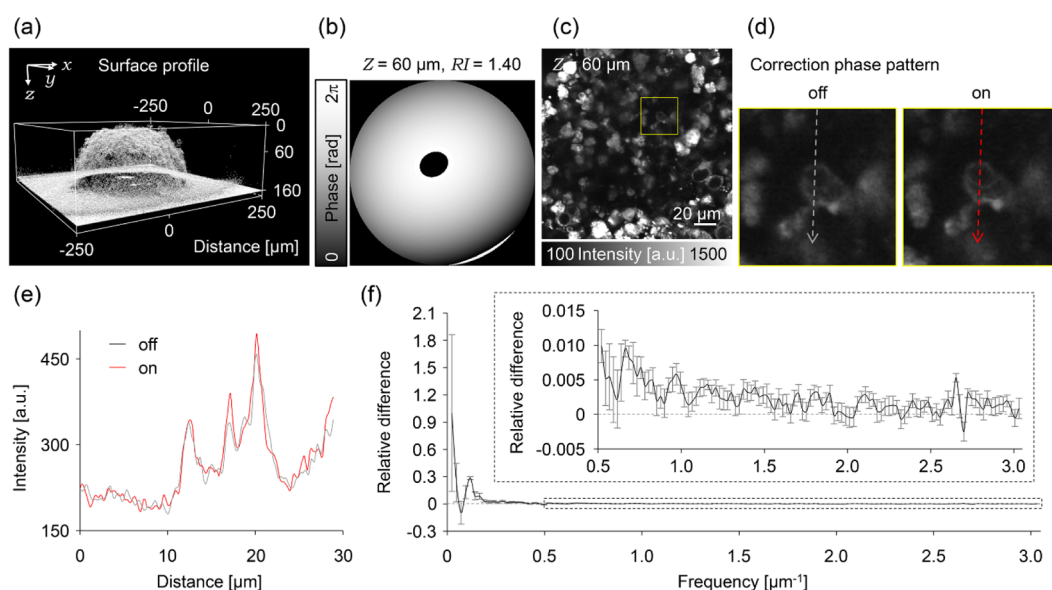 (a)
x
y
z
Surface profile
-250
0
250
0
60
160
-250
0
250
Distance [µm]
(b)
Z = 60 µm, RI = 1.40
0 Phase [rad] 2π
(c)
Z = 60 µm
20 µm
100 Intensity [a.u.] 1500
(d)
Correction phase pattern
off
on
(e)
off
on
Intensity [a.u.]
450
300
150
0 10 20 30
Distance [µm]
(f)
Relative difference
2.1
1.8
1.5
1.2
0.9
0.6
0.3
0
-0.3
0 0.5 1.0 1.5 2.0 2.5 3.0
Frequency [µm⁻¹]
Relative difference
0.015
0.010
0.005
0
-0.005
0.5 1.0 1.5 2.0 2.5 3.0